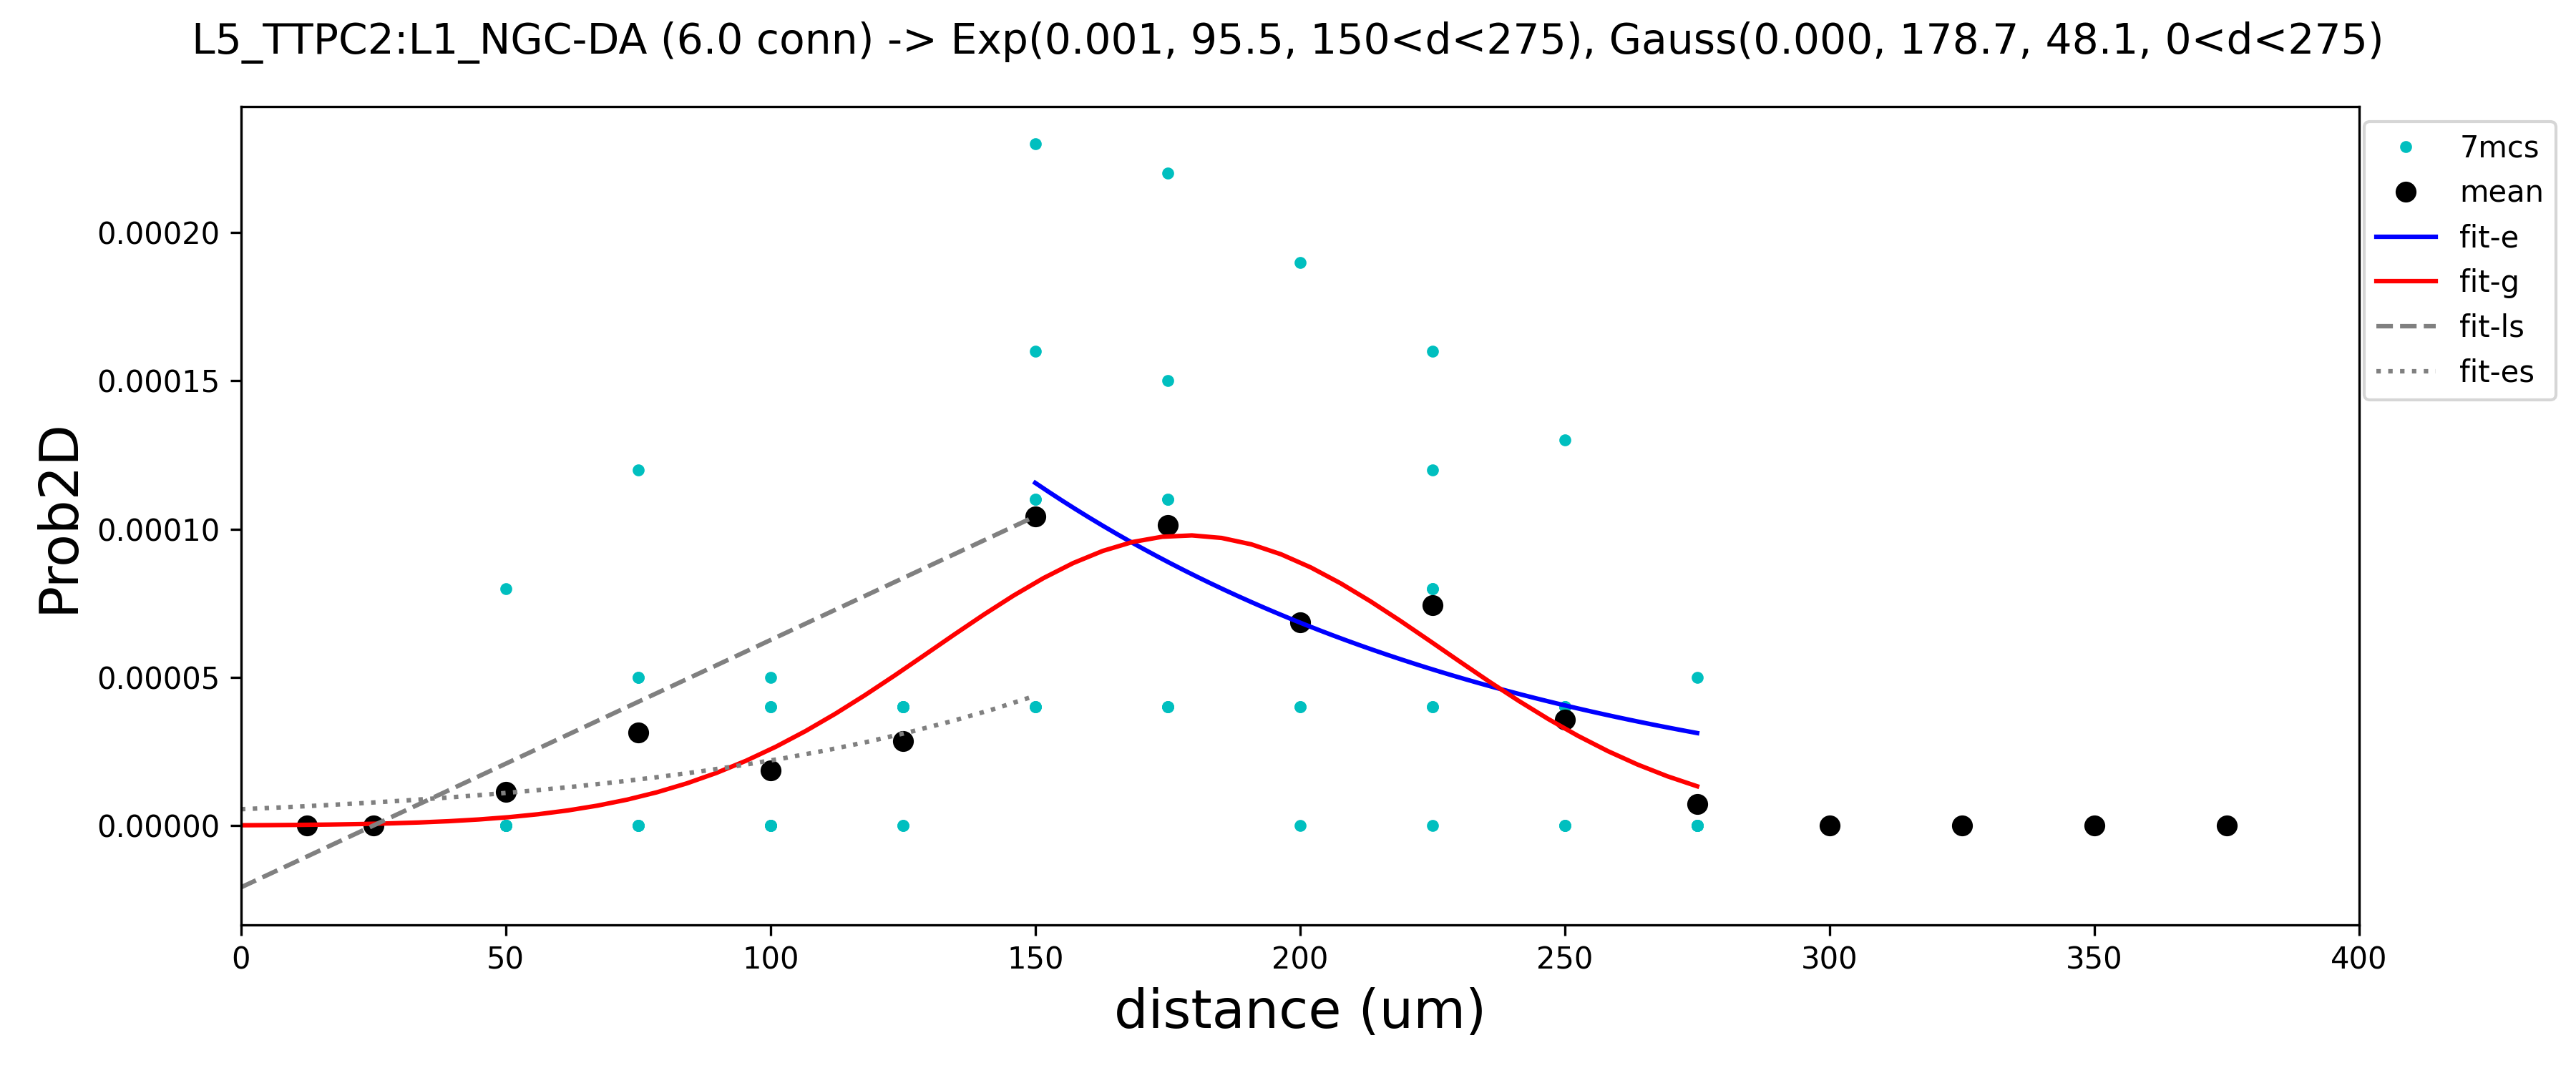 L5_TTPC2:L1_NGC-DA (6.0 conn) -> Exp(0.001, 95.5, 150<d<275), Gauss(0.000, 178.7, 48.1, 0<d<275)
7mcs
mean
fit-e
fit-g
fit-ls
fit-es
Prob2D
0.00020
0.00015
0.00010
0.00005
0.00000
0 50 100 150 200 250 300 350 400
distance (um)